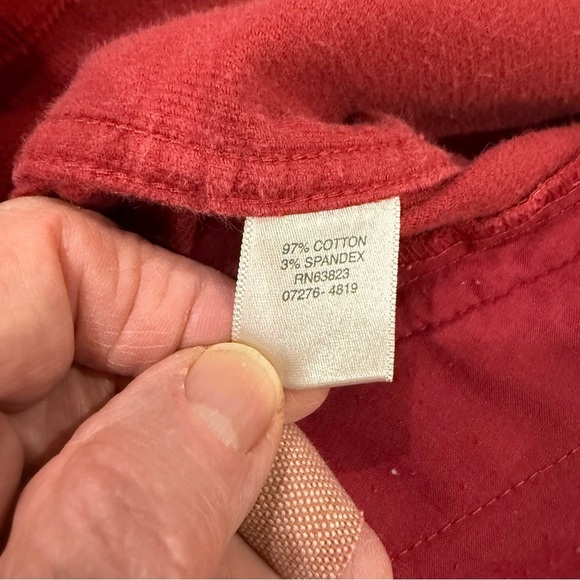 97% COTTON
3% SPANDEX
RN63823
07276-4819